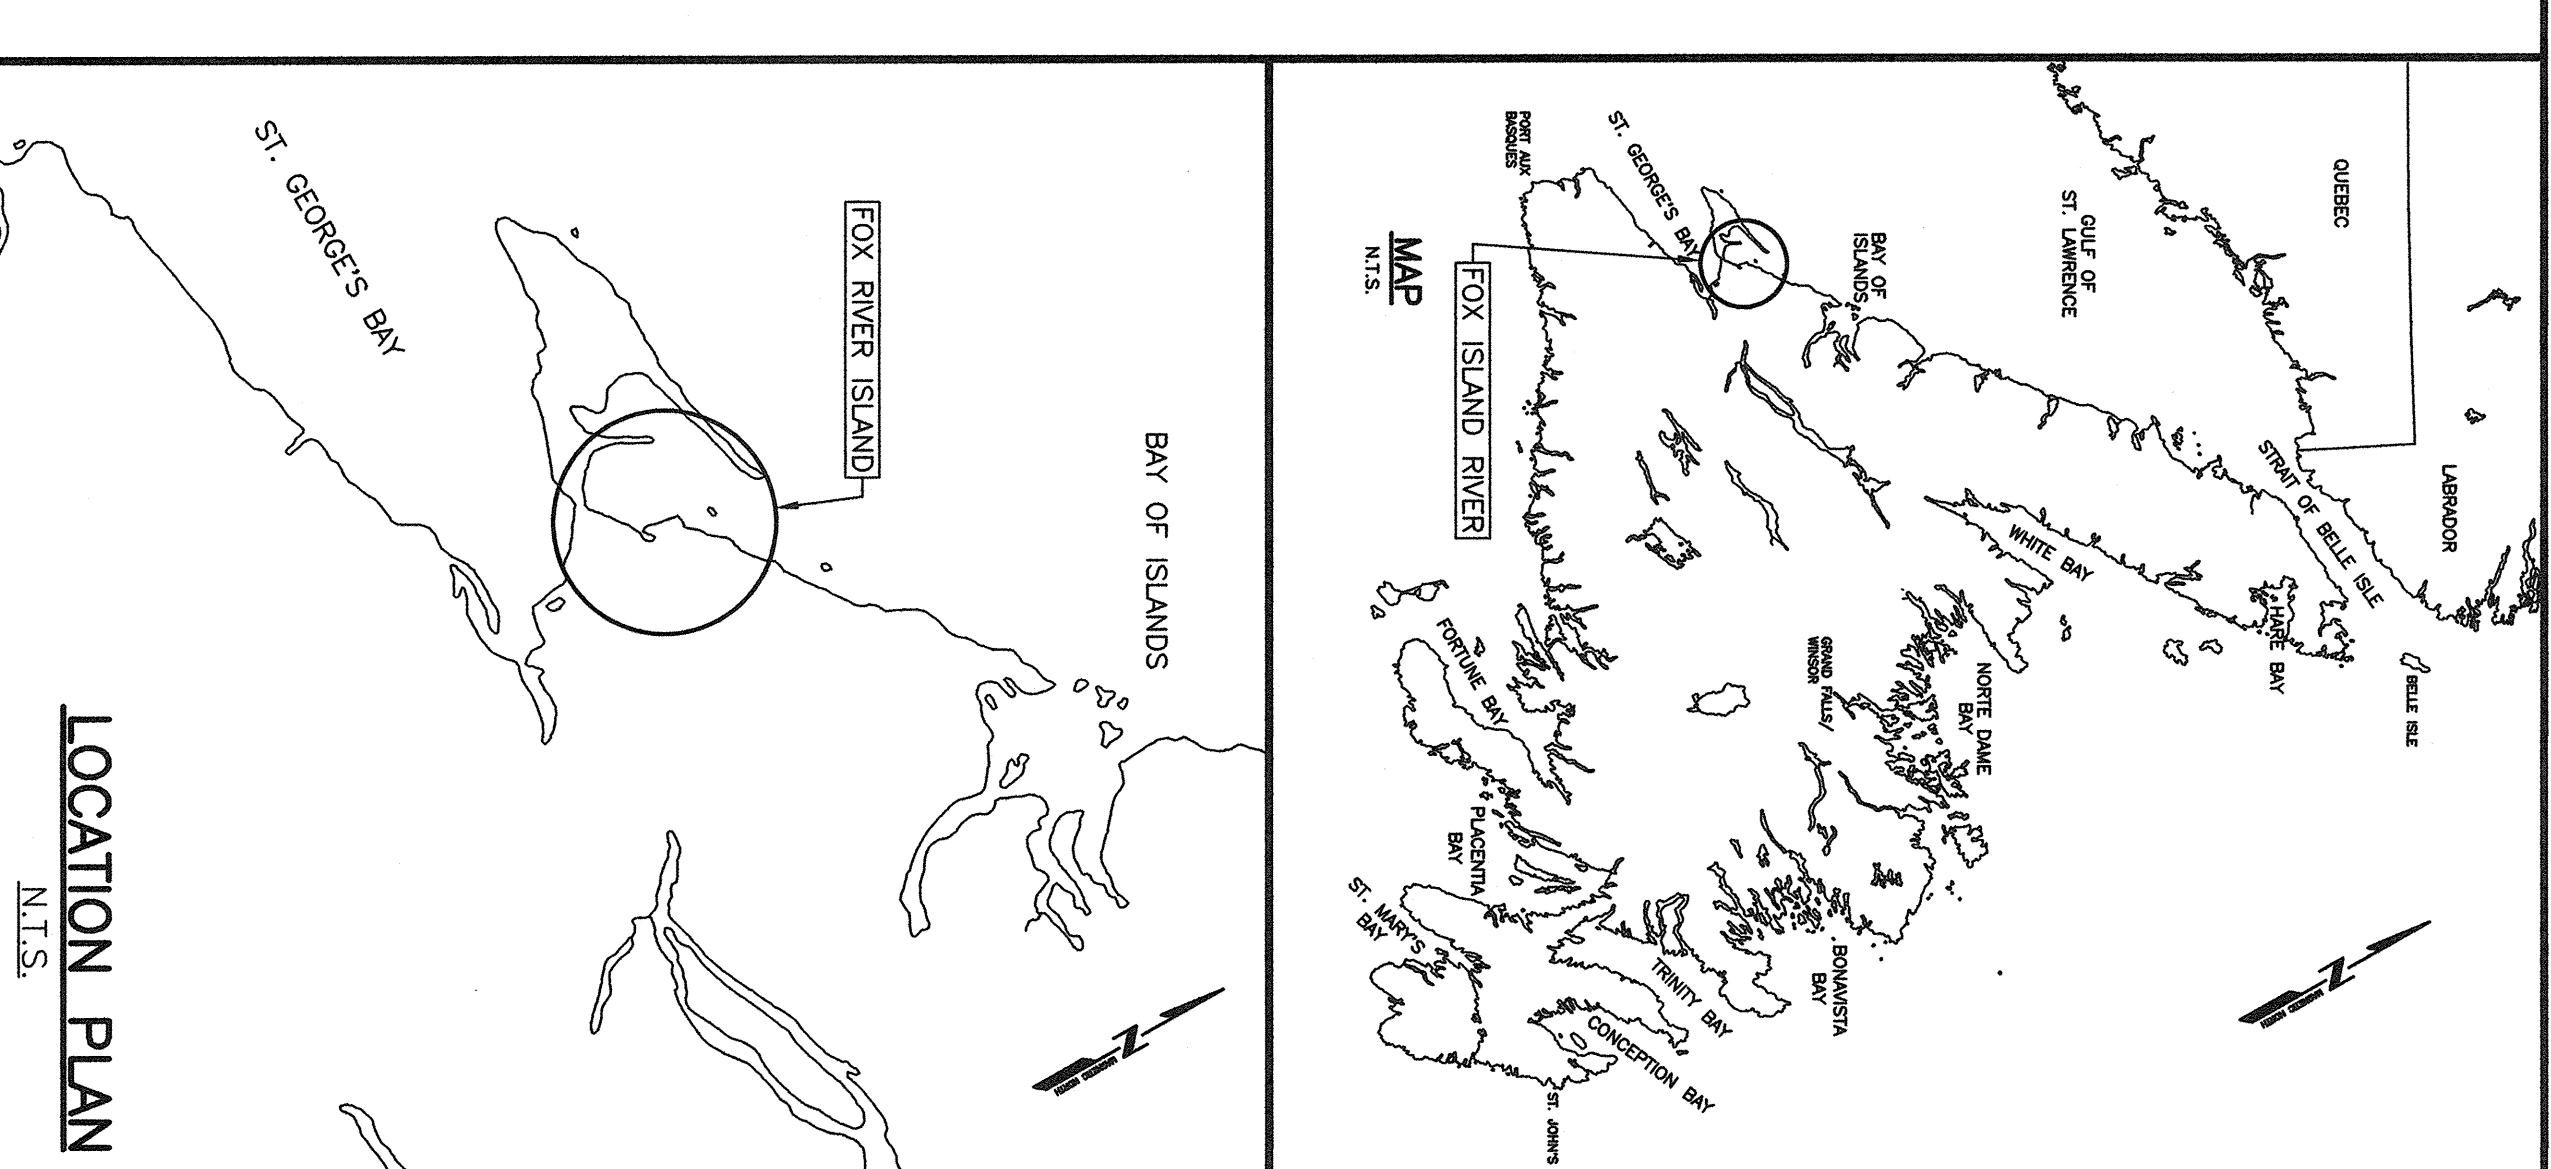 QUEBEC
LABRADOR
GULF OF
ST. LAWRENCE
STRAIT OF BELLE ISLE
BELLE ISLE
HARE BAY
WHITE BAY
BAY OF
ISLANDS
NORTE DAME
BAY
GRAND FALLS/
WINSOR
ST. GEORGE'S BAY
PORT AUX
BASQUES
BONAVISTA
BAY
TRINITY BAY
CONCEPTION BAY
ST. JOHN'S
FORTUNE BAY
PLACENTIA
BAY
ST. MARY'S
BAY
FOX ISLAND RIVER
MAP
N.T.S.
N
BAY OF ISLANDS
FOX RIVER ISLAND
ST. GEORGE'S BAY
N
LOCATION PLAN
N.T.S.